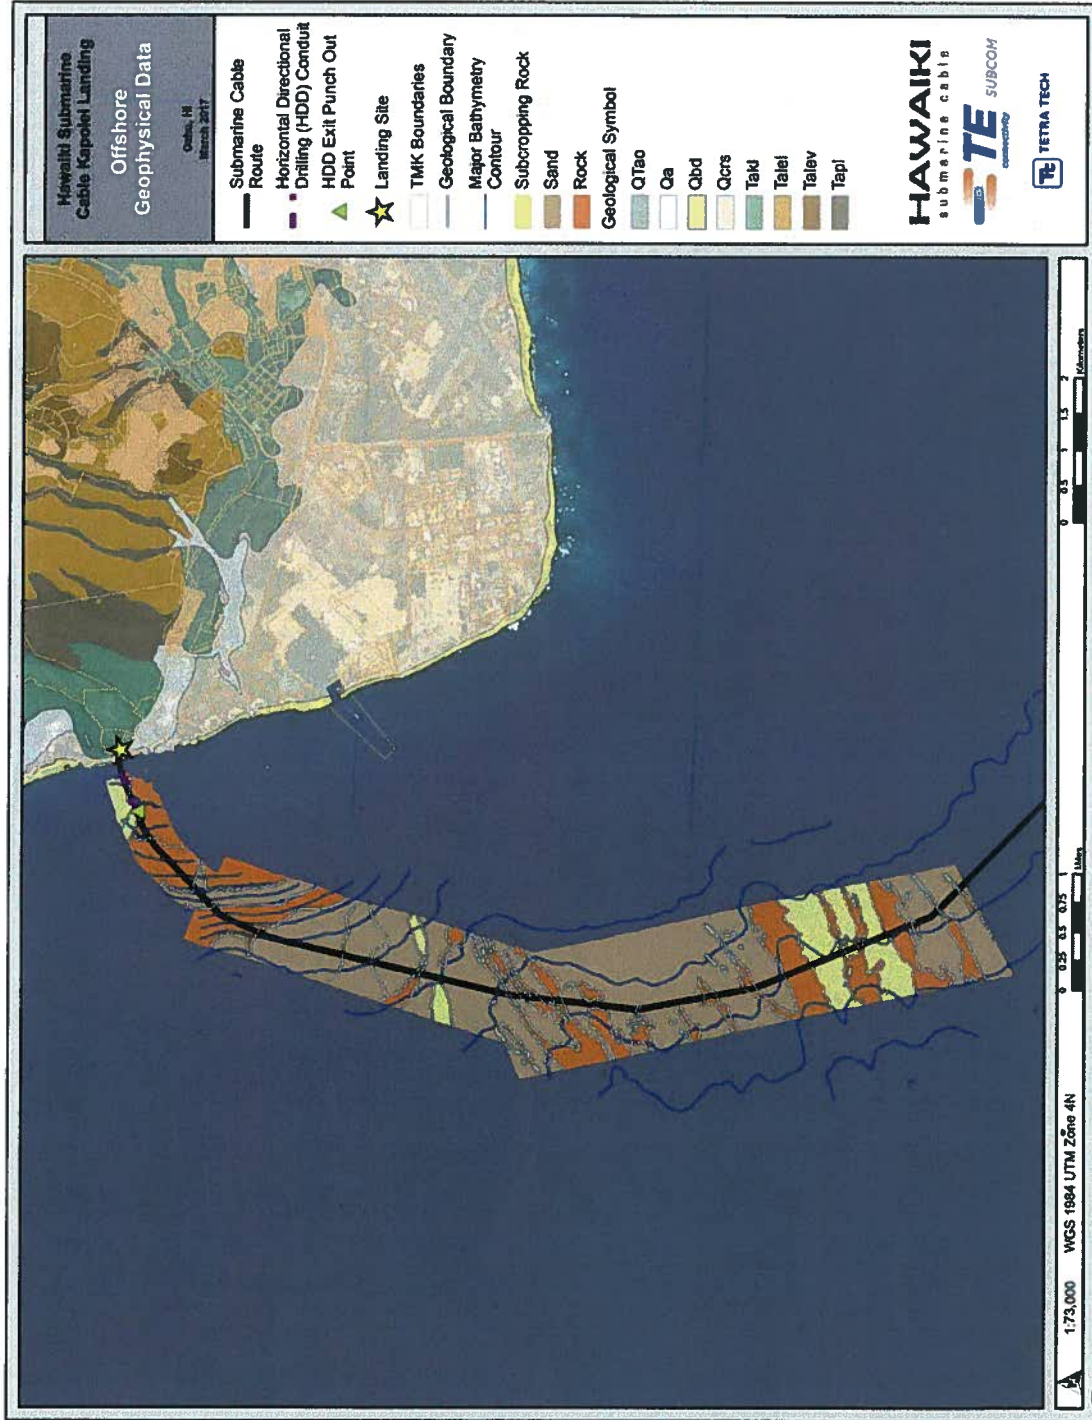 Hawaiki Submarine
Cable Kapolei Landing
Offshore
Geophysical Data
Oahu, HI
March 2017
Submarine Cable
Route
Horizontal Directional
Drilling (HDD) Conduit
HDD Exit Punch Out
Point
Landing Site
TMK Boundaries
Geological Boundary
Major Bathymetry
Contour
Subcropping Rock
Sand
Rock
Geological Symbol
QTao
Qa
Qbd
Qcrs
Takl
Talel
Talev
Tapl
HAWAIKI
submarine cable
TE SUBCOM
connectivity
Tt TETRA TECH
1:73,000 WGS 1984 UTM Zone 4N
0 0.25 0.5 0.75 1
Miles
0 0.5 1 1.5 2
Kilometers